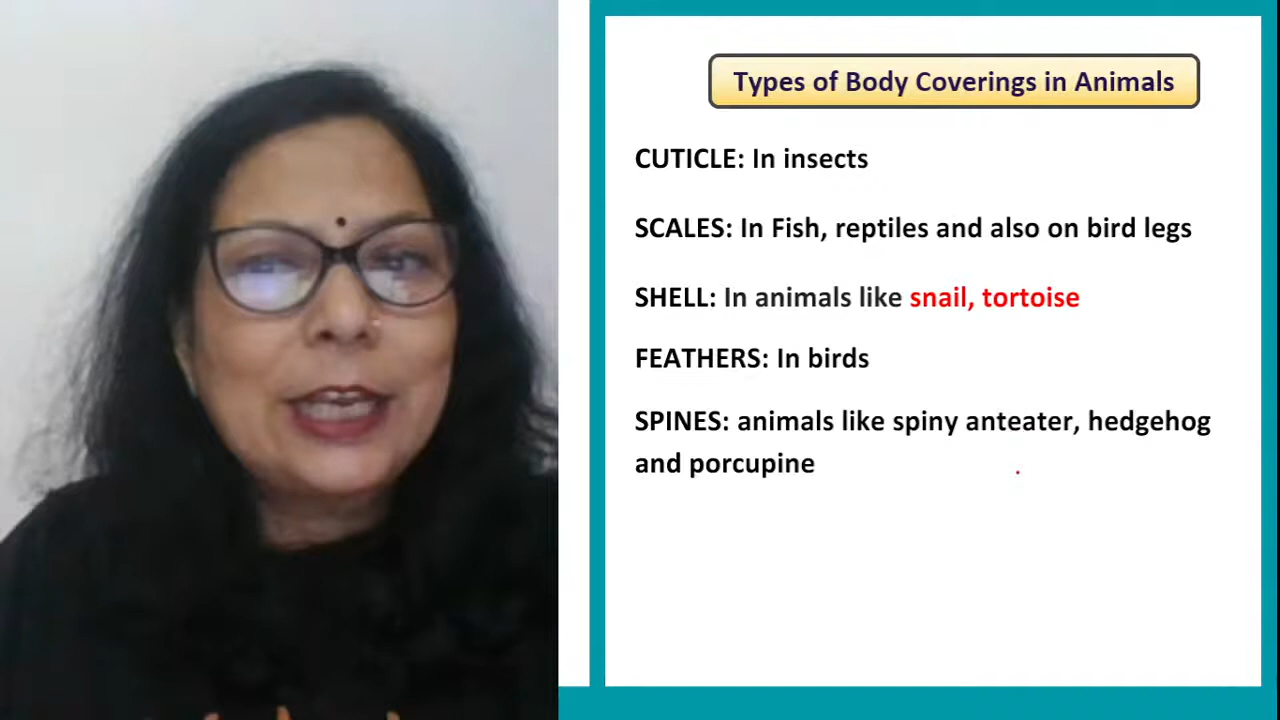 Types of Body Coverings in Animals
CUTICLE: In insects
SCALES: In Fish, reptiles and also on bird legs
SHELL: In animals like snail, tortoise
FEATHERS: In birds
SPINES: animals like spiny anteater, hedgehog
and porcupine